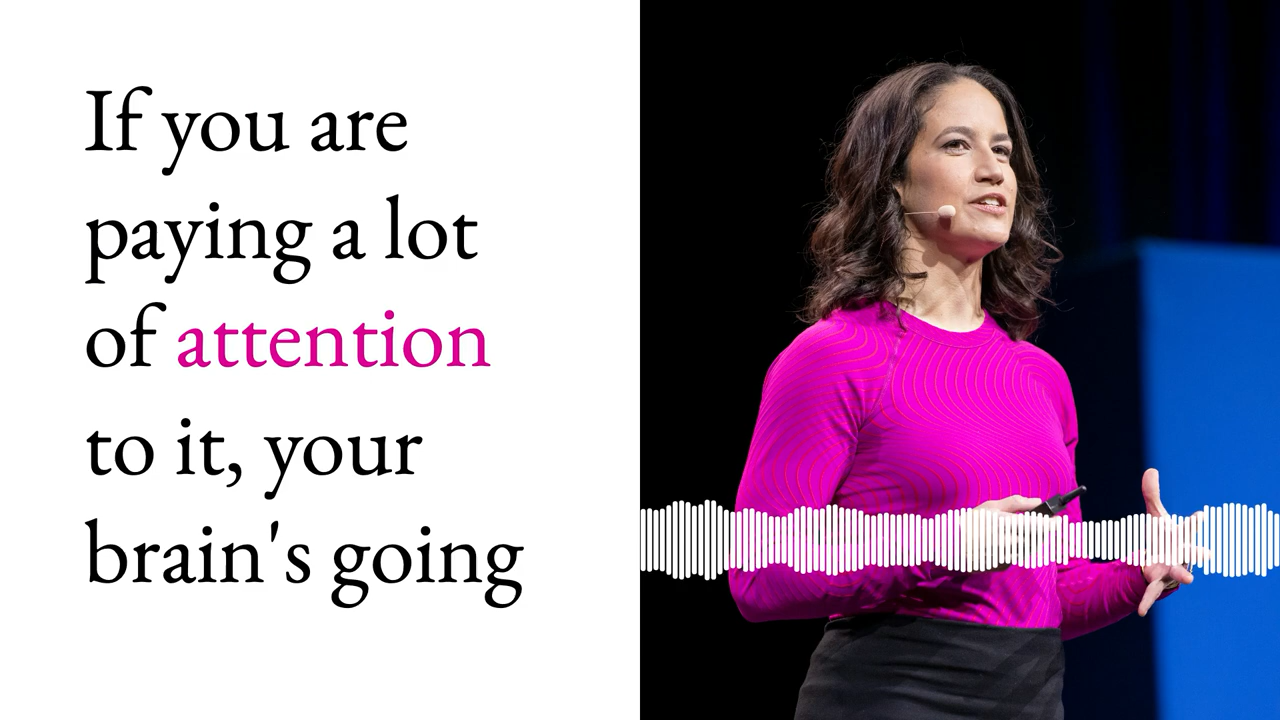 If you are
paying a lot
of attention
to it, your
brain's going